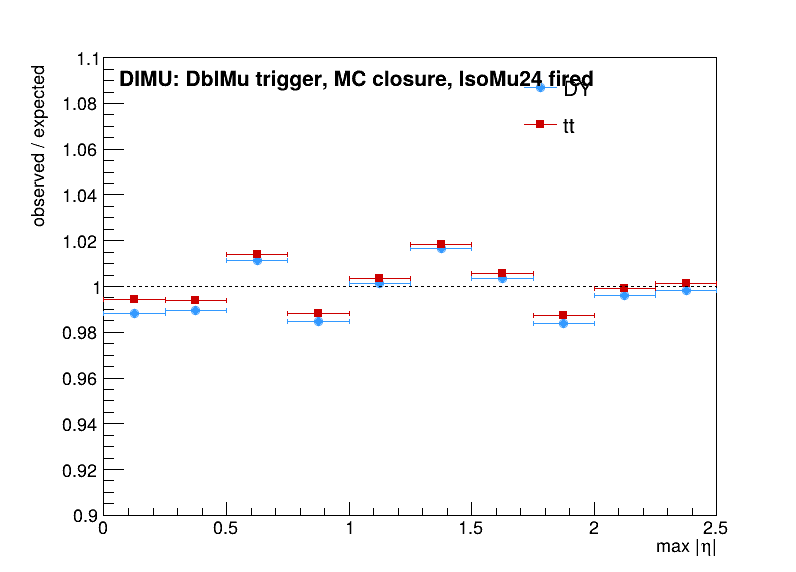 DIMU: DblMu trigger, MC closure, IsoMu24 fired
DY
tt
observed / expected
1.1
1.08
1.06
1.04
1.02
1
0.98
0.96
0.94
0.92
0.9
0 0.5 1 1.5 2 2.5
max |η|